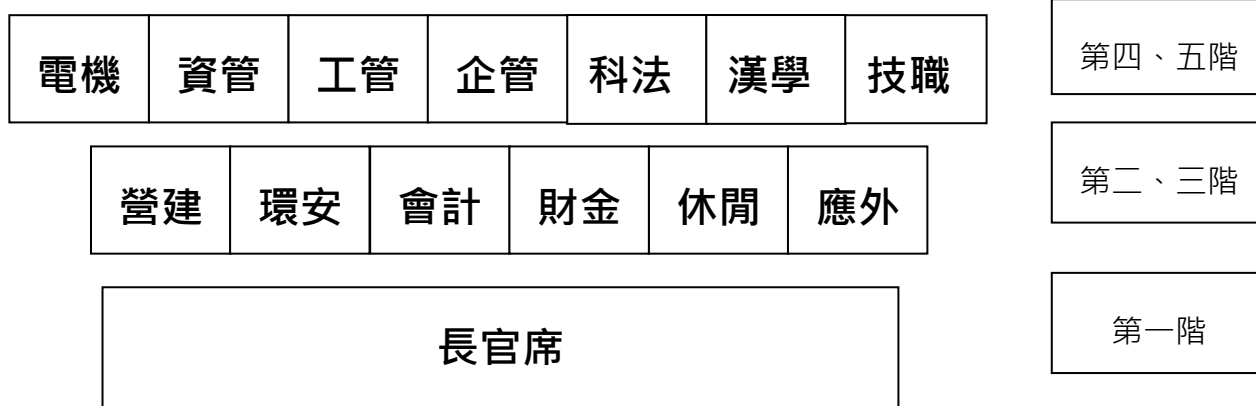 電機 資管 工管 企管 科法 漢學 技職 第四、五階
營建 環安 會計 財金 休閒 應外 第二、三階
長官席 第一階